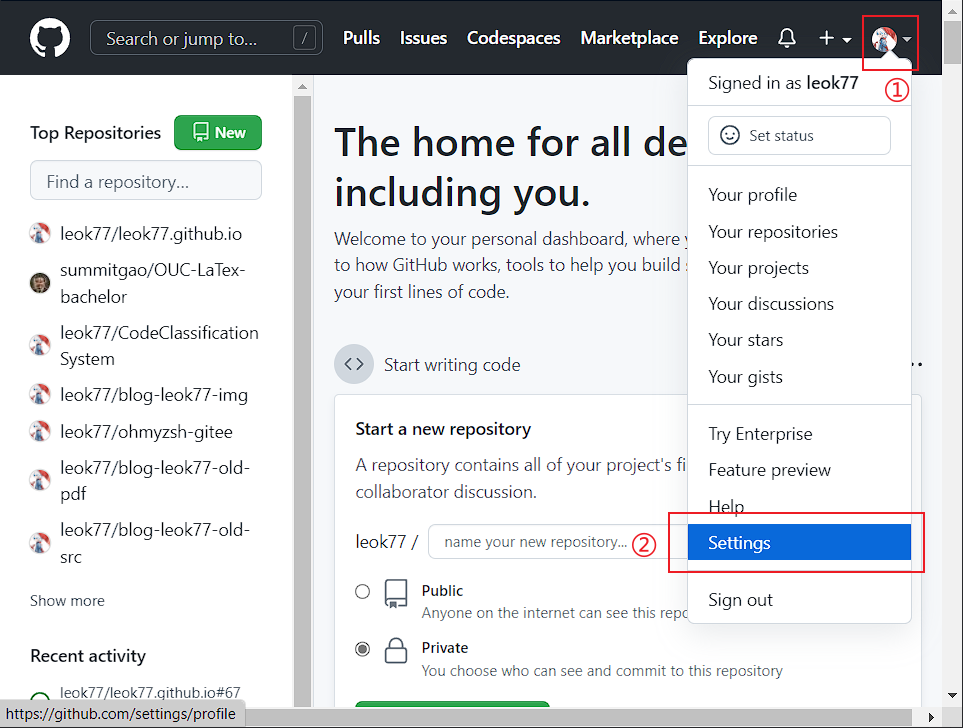 Search or jump to... /
Pulls Issues Codespaces Marketplace Explore
Signed in as leok77
①
Set status
Your profile
Your repositories
Your projects
Your discussions
Your stars
Your gists
Try Enterprise
Feature preview
Help
Settings
Sign out
Top Repositories
New
Find a repository...
leok77/leok77.github.io
summitgao/OUC-LaTex-
bachelor
leok77/CodeClassification
System
leok77/blog-leok77-img
leok77/ohmyzsh-gitee
leok77/blog-leok77-old-
pdf
leok77/blog-leok77-old-
src
Show more
Recent activity
leok77/leok77.github.io#67
https://github.com/settings/profile
The home for all de
including you.
Welcome to your personal dashboard, where
to how GitHub works, tools to help you build
your first lines of code.
Start writing code
Start a new repository
A repository contains all of your project's fi
collaborator discussion.
leok77 /
name your new repository...
②
Public
Anyone on the internet can see this repo
Private
You choose who can see and commit to this repository